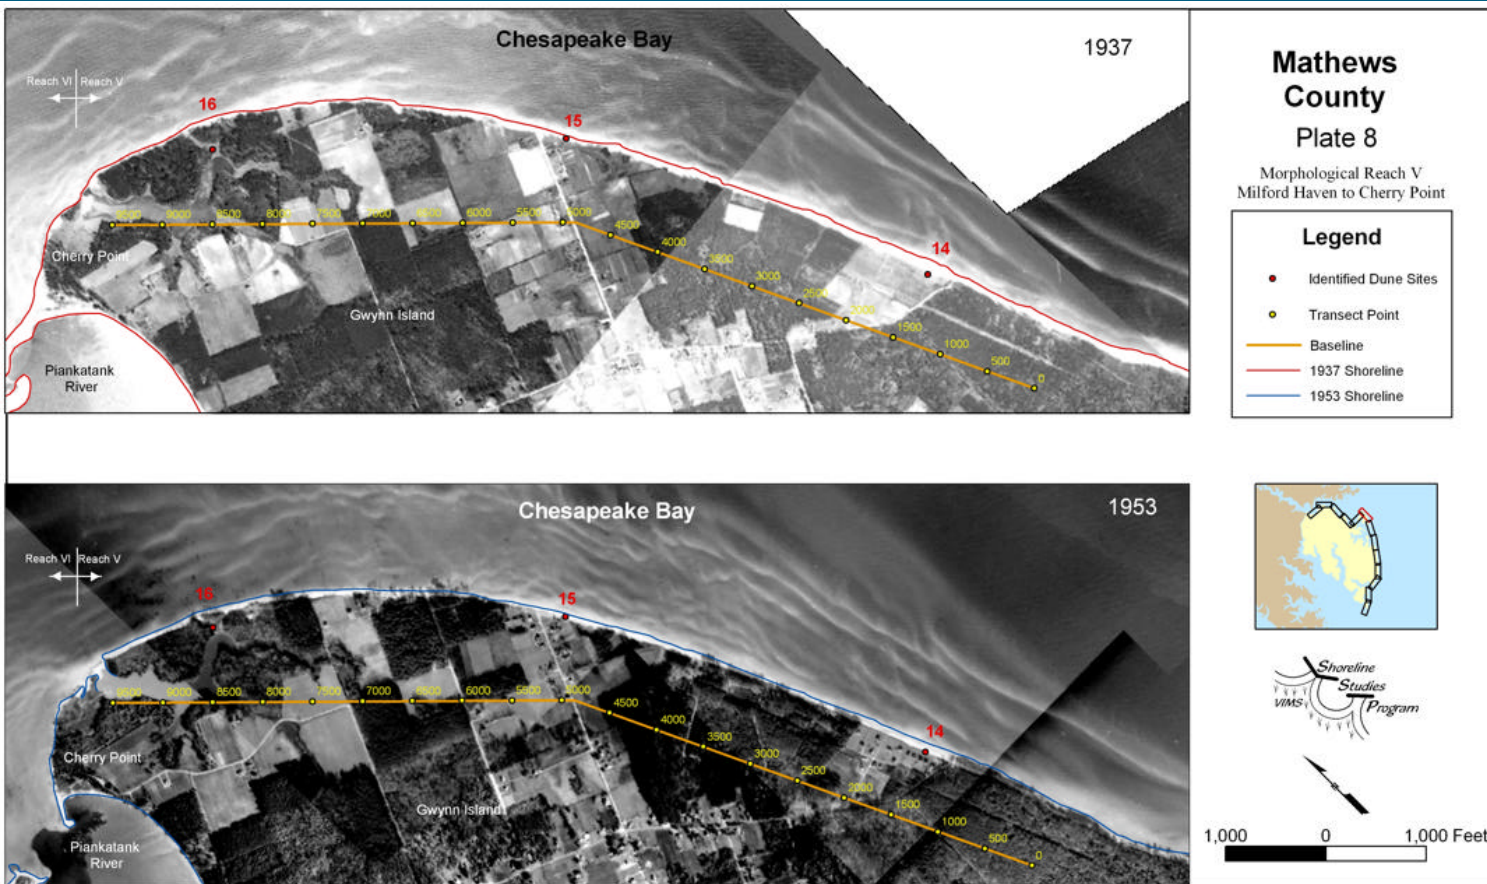 Chesapeake Bay
1937
Reach VI
Reach V
16
15
14
9500
9000
8500
8000
7500
7000
6500
6000
5500
5000
4500
4000
3500
3000
2500
2000
1500
1000
500
0
Cherry Point
Gwynn Island
Piankatank
River
Mathews
County
Plate 8
Morphological Reach V
Milford Haven to Cherry Point
Legend
Identified Dune Sites
Transect Point
Baseline
1937 Shoreline
1953 Shoreline
Chesapeake Bay
1953
Reach VI
Reach V
16
15
14
9500
9000
8500
8000
7500
7000
6500
6000
5500
5000
4500
4000
3500
3000
2500
2000
1500
1000
500
0
Cherry Point
Gwynn Island
Piankatank
River
Shoreline
Studies
Program
VIMS
1,000 0 1,000 Feet